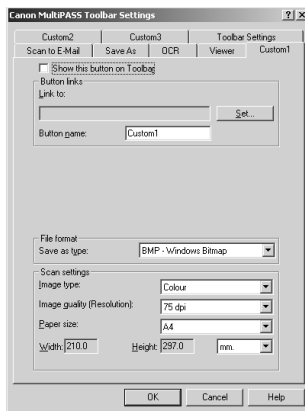 Canon MultiPASS Toolbar Settings
Custom2 Custom3 Toolbar Settings
Scan to E-Mail Save As OCR Viewer Custom1
Show this button on Toolbar
Button links
Link to:
Set...
Button name: Custom1
File format
Save as type: BMP - Windows Bitmap
Scan settings
Image type: Colour
Image quality (Resolution): 75 dpi
Paper size: A4
Width: 210.0 Height: 297.0 mm.
OK Cancel Help